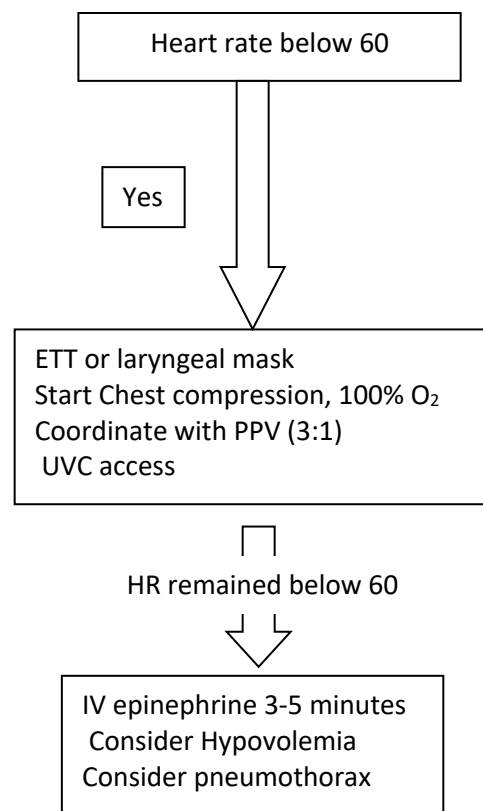 Heart rate below 60
Yes
ETT or laryngeal mask
Start Chest compression, 100% O₂
Coordinate with PPV (3:1)
UVC access
HR remained below 60
IV epinephrine 3-5 minutes
Consider Hypovolemia
Consider pneumothorax